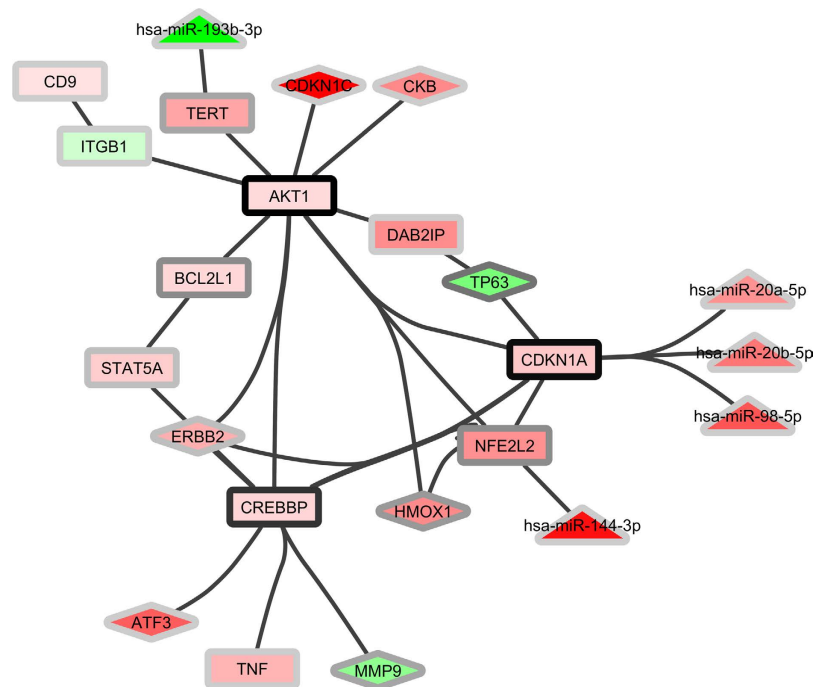 hsa-miR-193b-3p
CD9
CDKN1C
CKB
TERT
ITGB1
AKT1
DAB2IP
BCL2L1
TP63
hsa-miR-20a-5p
hsa-miR-20b-5p
CDKN1A
STAT5A
hsa-miR-98-5p
ERBB2
NFE2L2
CREBBP
HMOX1
hsa-miR-144-3p
ATF3
TNF
MMP9